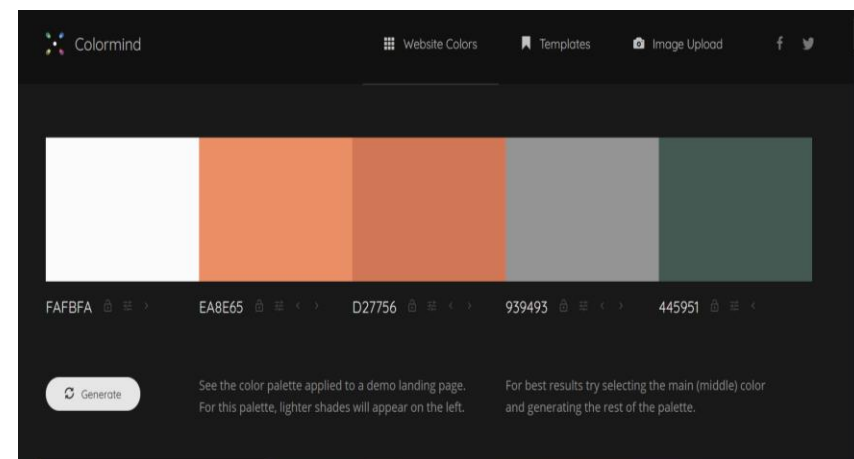 Colormind
Website Colors
Templates
Image Upload
FAFBFA
EA8E65
D27756
939493
445951
Generate
See the color palette applied to a demo landing page.
For this palette, lighter shades will appear on the left.
For best results try selecting the main (middle) color
and generating the rest of the palette.